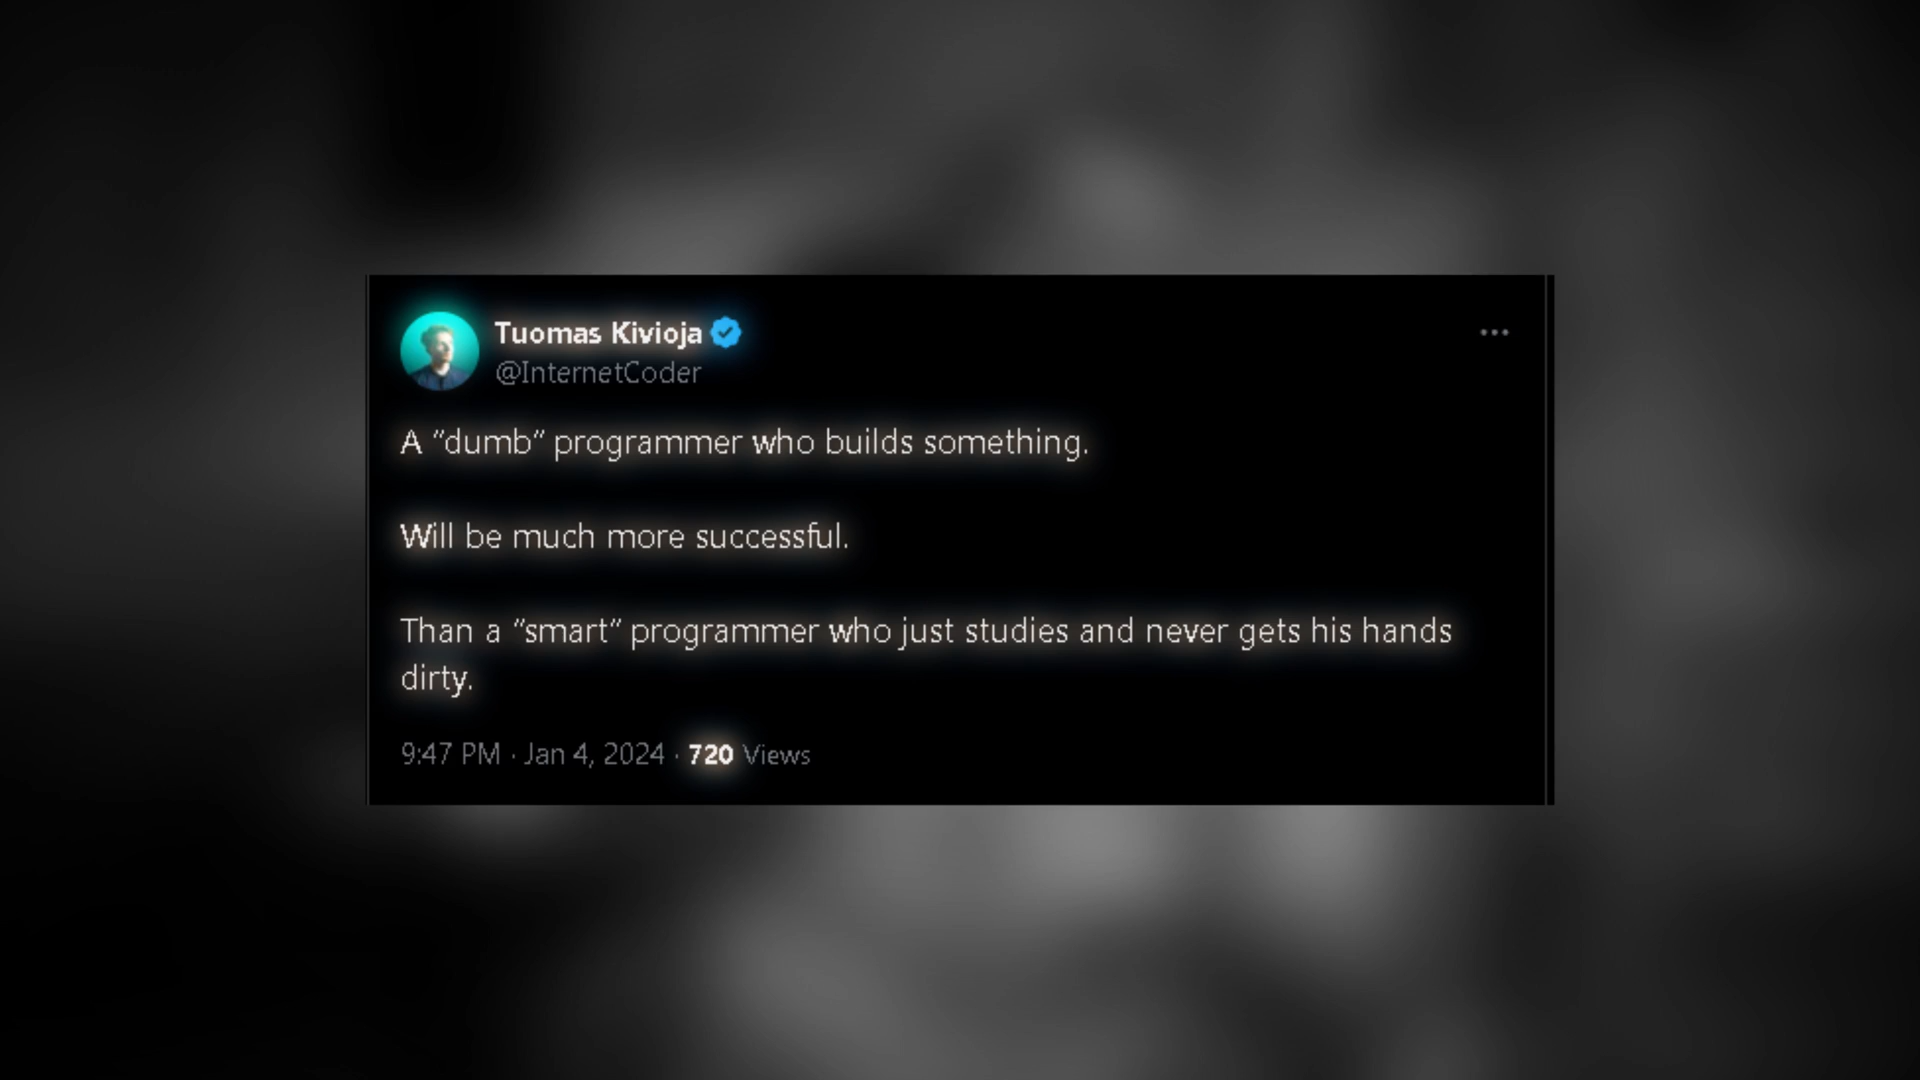 Tuomas Kivioja
@InternetCoder
A "dumb" programmer who builds something.
Will be much more successful.
Than a "smart" programmer who just studies and never gets his hands
dirty.
9:47 PM · Jan 4, 2024 · 720 Views